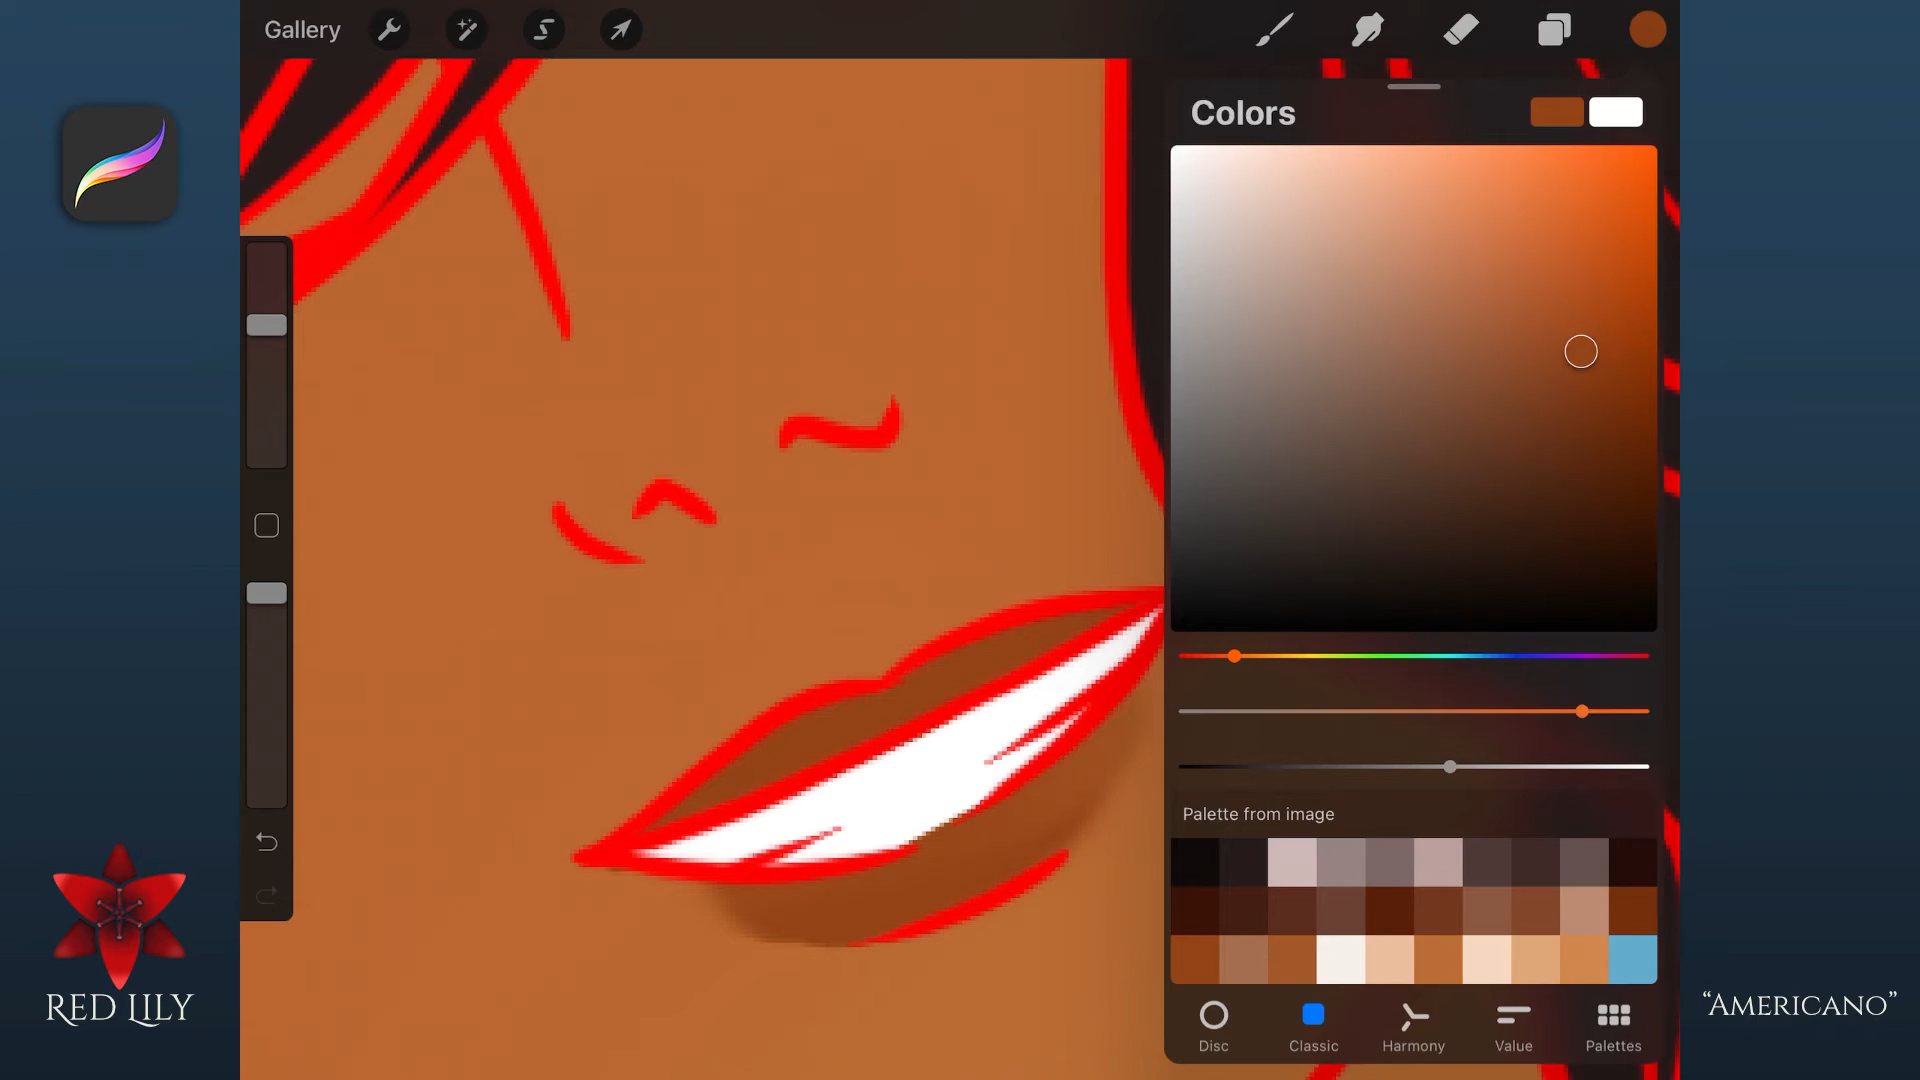 Gallery
Colors
Palette from image
Disc
Classic
Harmony
Value
Palettes
RED LILY
“AMERICANO”